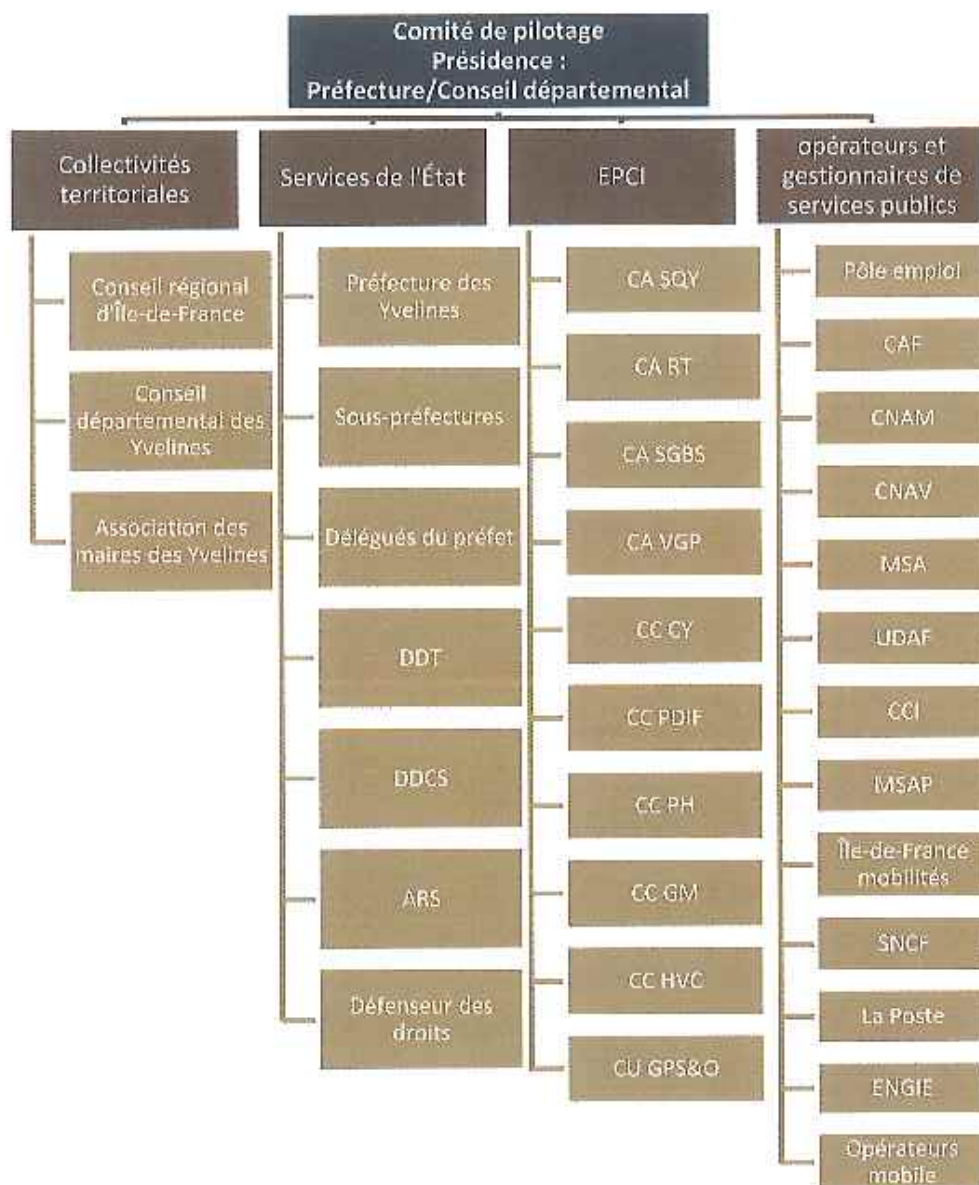 Comité de pilotage
Présidence :
Préfecture/Conseil départemental
Collectivités
territoriales
Conseil régional
d'Île-de-France
Conseil
départemental des
Yvelines
Association des
maires des Yvelines
Services de l'État
Préfecture des
Yvelines
Sous-préfectures
Délégués du préfet
DDT
DDCS
ARS
Défenseur des
droits
EPCI
CA SQY
CA RT
CA SGBS
CA VGP
CC CY
CC PDIF
CC PH
CC GM
CC HVC
CU GPS&O
opérateurs et
gestionnaires de
services publics
Pôle emploi
CAF
CNAM
CNAV
MSA
UDAF
CCI
MSAP
Île-de-France
mobilités
SNCF
La Poste
ENGIE
Opérateurs
mobile